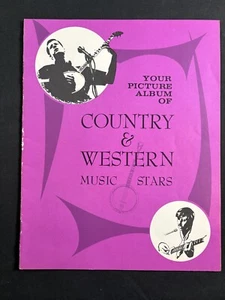 YOUR
PICTURE
ALBUM
OF
COUNTRY
&
WESTERN
MUSIC STARS